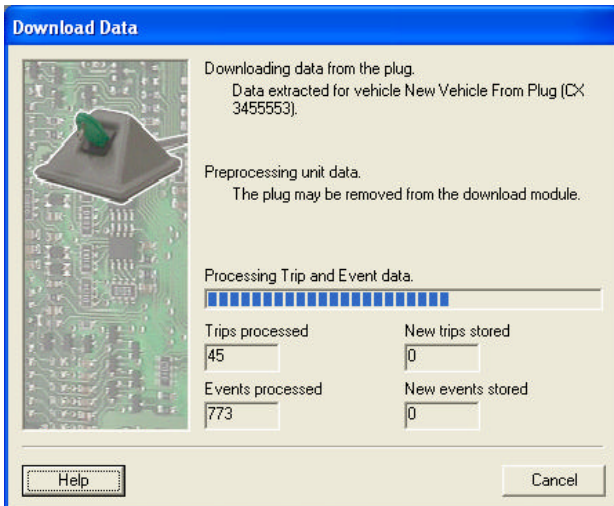 Download Data
Downloading data from the plug.
Data extracted for vehicle New Vehicle From Plug (CX
3455553).
Preprocessing unit data.
The plug may be removed from the download module.
Processing Trip and Event data.
Trips processed
New trips stored
45
0
Events processed
New events stored
773
0
Help
Cancel